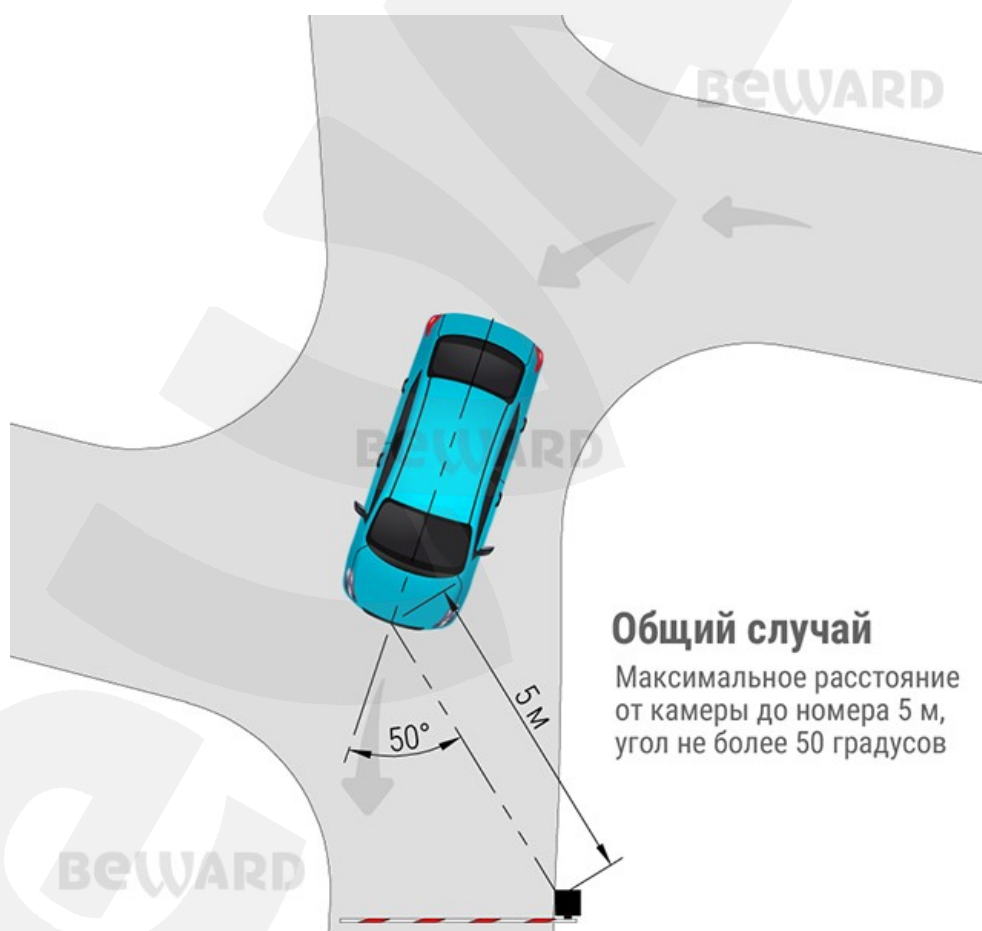 BEWARD
BEWARD
Общий случай
Максимальное расстояние
от камеры до номера 5 м,
угол не более 50 градусов
5 м
50°
BEWARD